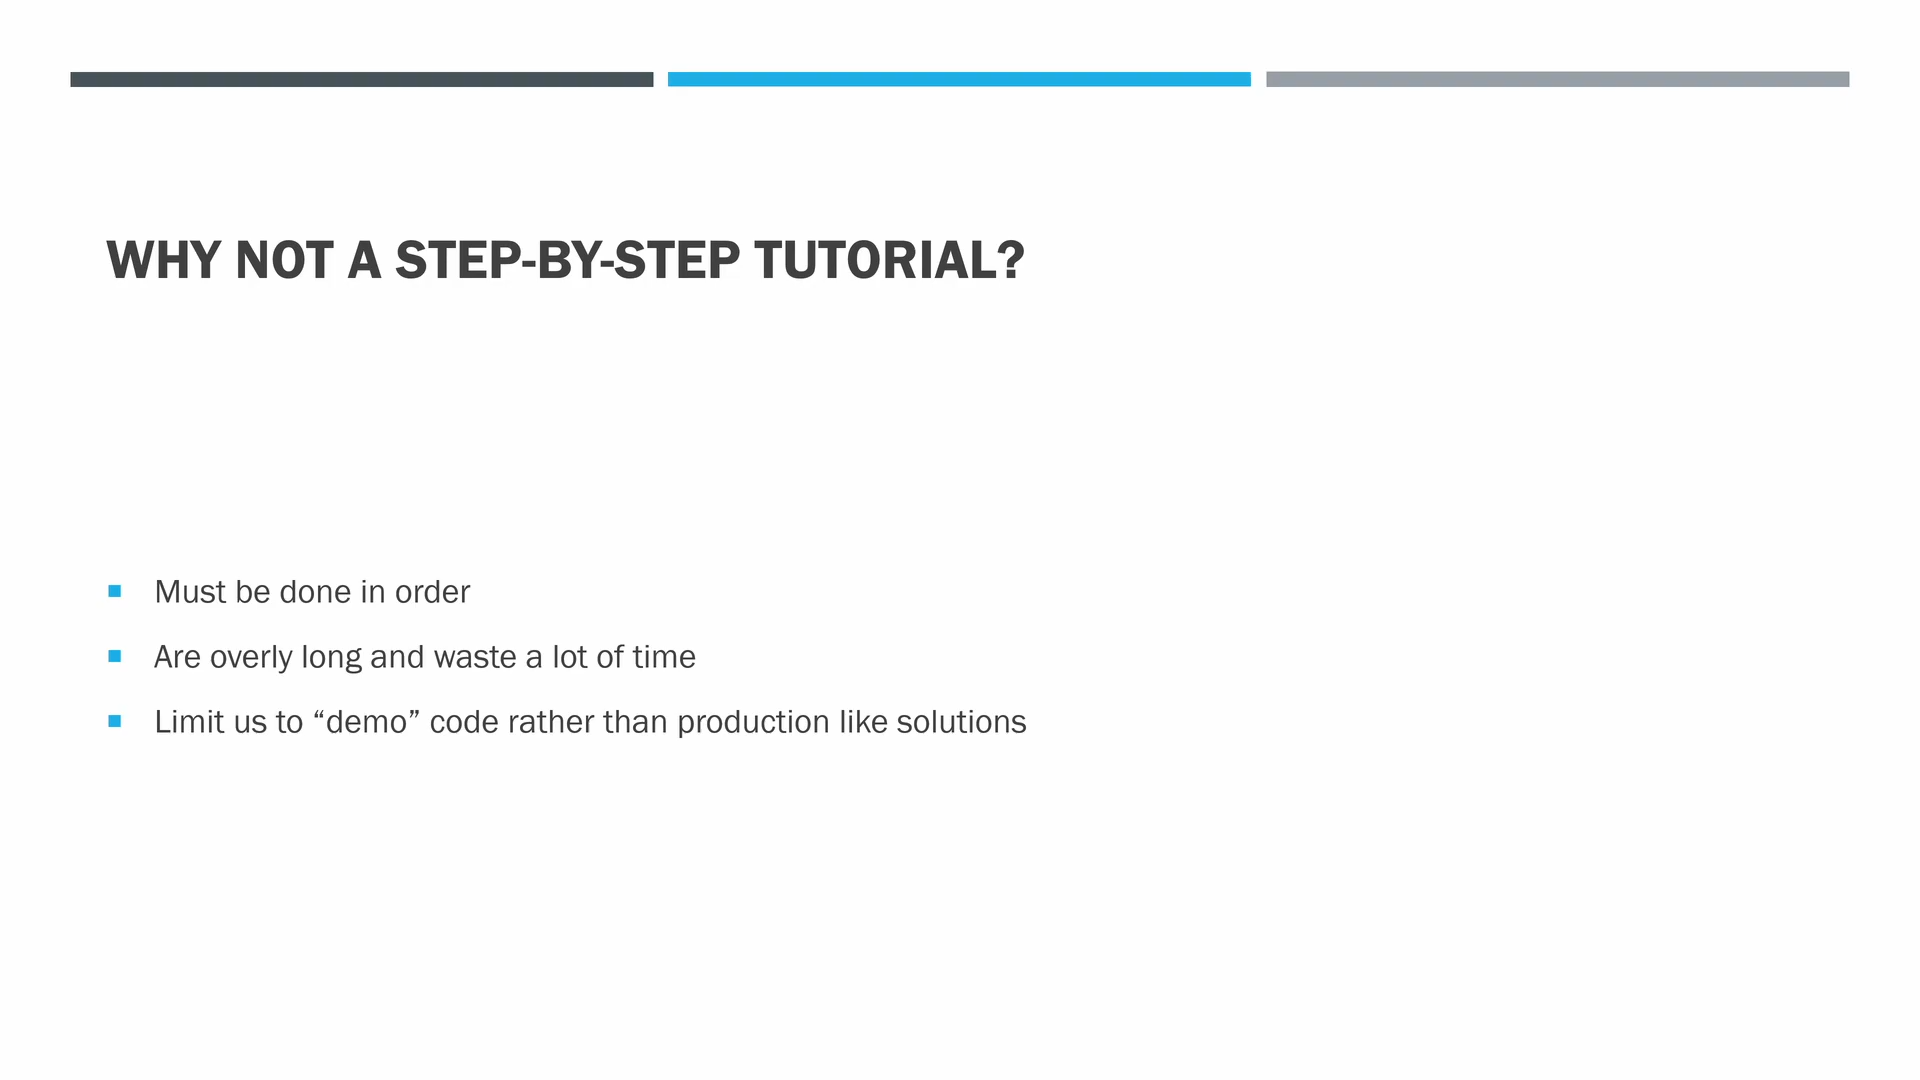 WHY NOT A STEP-BY-STEP TUTORIAL?
Must be done in order
Are overly long and waste a lot of time
Limit us to “demo” code rather than production like solutions